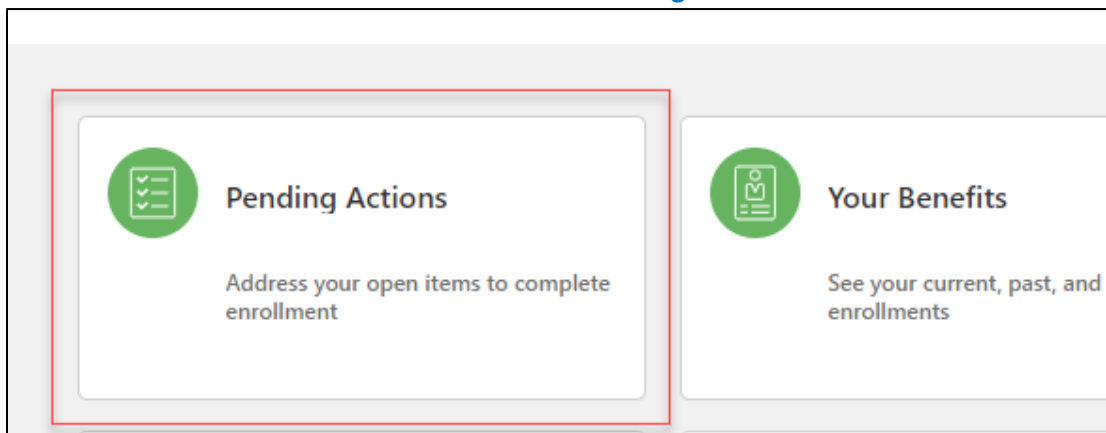 Pending Actions
Address your open items to complete
enrollment
Your Benefits
See your current, past, and
enrollments